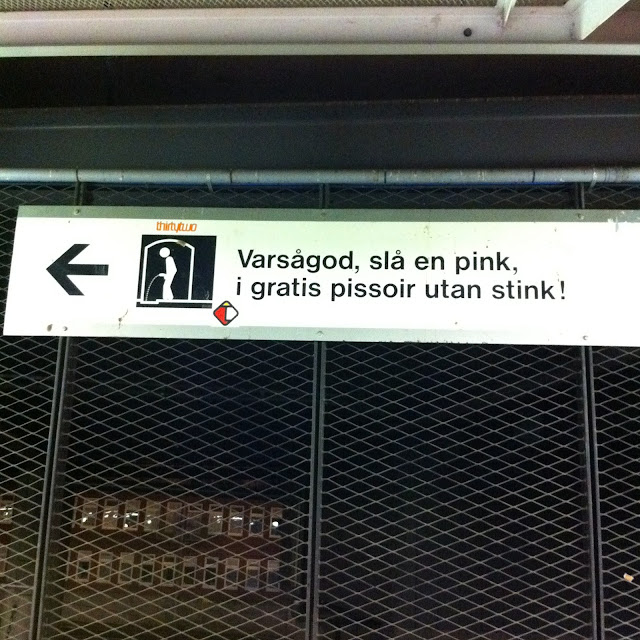 thirtytwo
Varsågod, slå en pink,
i gratis pissoir utan stink!